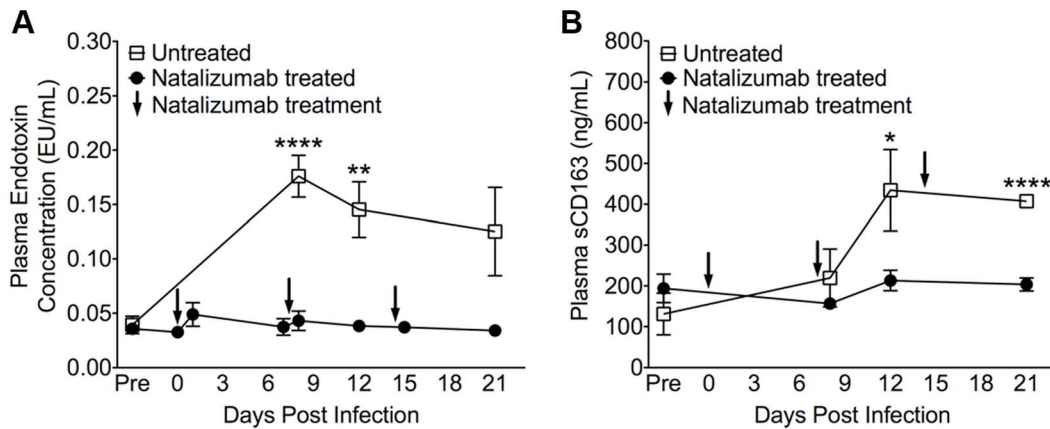 A
Plasma Endotoxin
Concentration (EU/mL)
0.30
0.25
0.20
0.15
0.10
0.05
0.00
Untreated
Natalizumab treated
Natalizumab treatment
****
**
Pre 0 3 6 9 12 15 18 21
Days Post Infection
B
Plasma sCD163 (ng/mL)
800
700
600
500
400
300
200
100
0
Untreated
Natalizumab treated
Natalizumab treatment
*
****
Pre 0 3 6 9 12 15 18 21
Days Post Infection